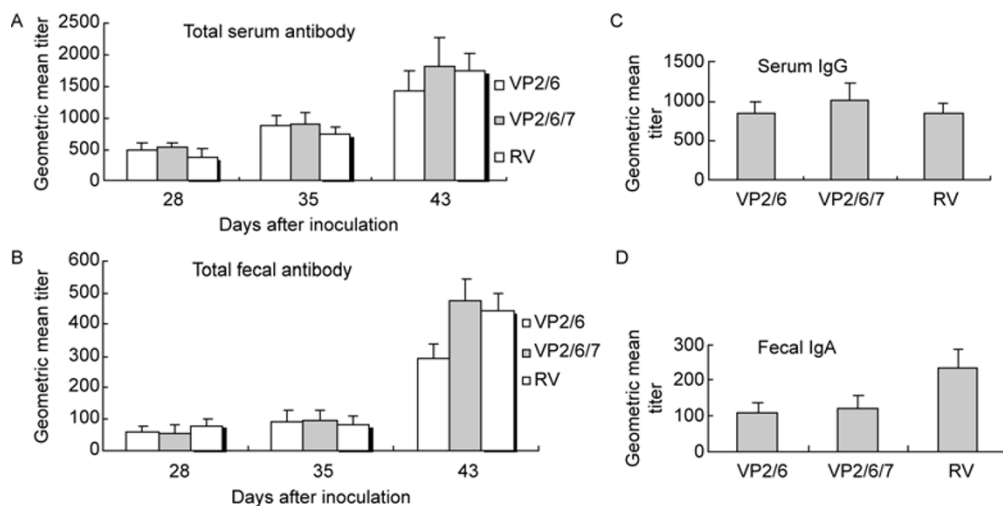 A
Total serum antibody
Geometric mean titer
2500
2000
1500
1000
500
0
28
35
43
Days after inoculation
VP2/6
VP2/6/7
RV
B
Total fecal antibody
Geometric mean titer
600
500
400
300
200
100
0
28
35
43
Days after inoculation
VP2/6
VP2/6/7
RV
C
Serum IgG
Geometric mean
titer
1500
1000
500
0
VP2/6
VP2/6/7
RV
D
Fecal IgA
Geometric mean
titer
300
200
100
0
VP2/6
VP2/6/7
RV